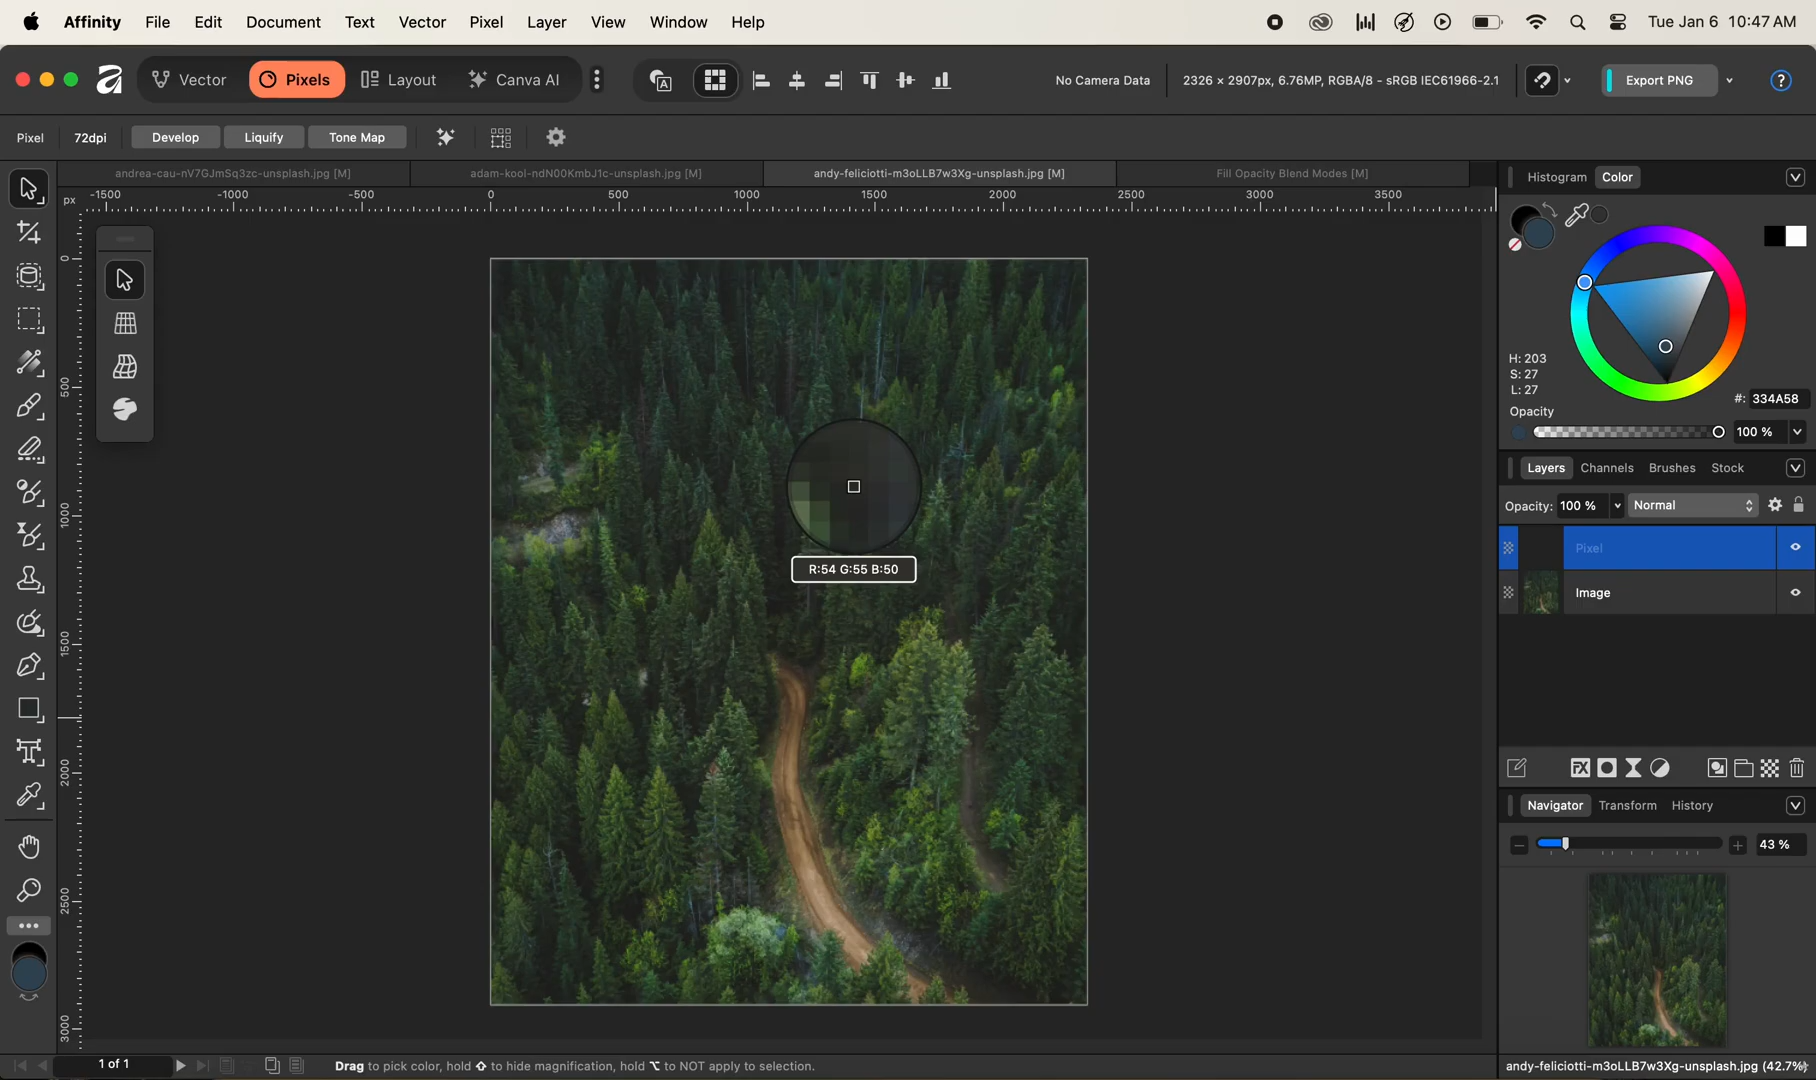 Affinity File Edit Document Text Vector Pixel Layer View Window Help Tue Jan 6 10:47 AM
Vector Pixels Layout Canva AI No Camera Data 2326 × 2907px, 6.76MP, RGBA/8 - sRGB IEC61966-2.1 Export PNG ?
Pixel 72dpi Develop Liquify Tone Map
andrea-cau-nV7GJmSq3zc-unsplash.jpg [M] adam-kool-ndN00KmbJ1c-unsplash.jpg [M] andy-feliciotti-m3oLLB7w3Xg-unsplash.jpg [M] Fill Opacity Blend Modes [M]
px -1500 -1000 -500 0 500 1000 1500 2000 2500 3000 3500
0
500
1000
1500
2000
2500
3000
R:54 G:55 B:50
Histogram Color
H: 203
S: 27
L: 27
#: 334A58
Opacity
100 %
Layers Channels Brushes Stock
Opacity: 100 % Normal
Pixel
Image
Navigator Transform History
43 %
1 of 1 Drag to pick color, hold ⇧ to hide magnification, hold ⌥ to NOT apply to selection.
andy-feliciotti-m3oLLB7w3Xg-unsplash.jpg (42.7%)